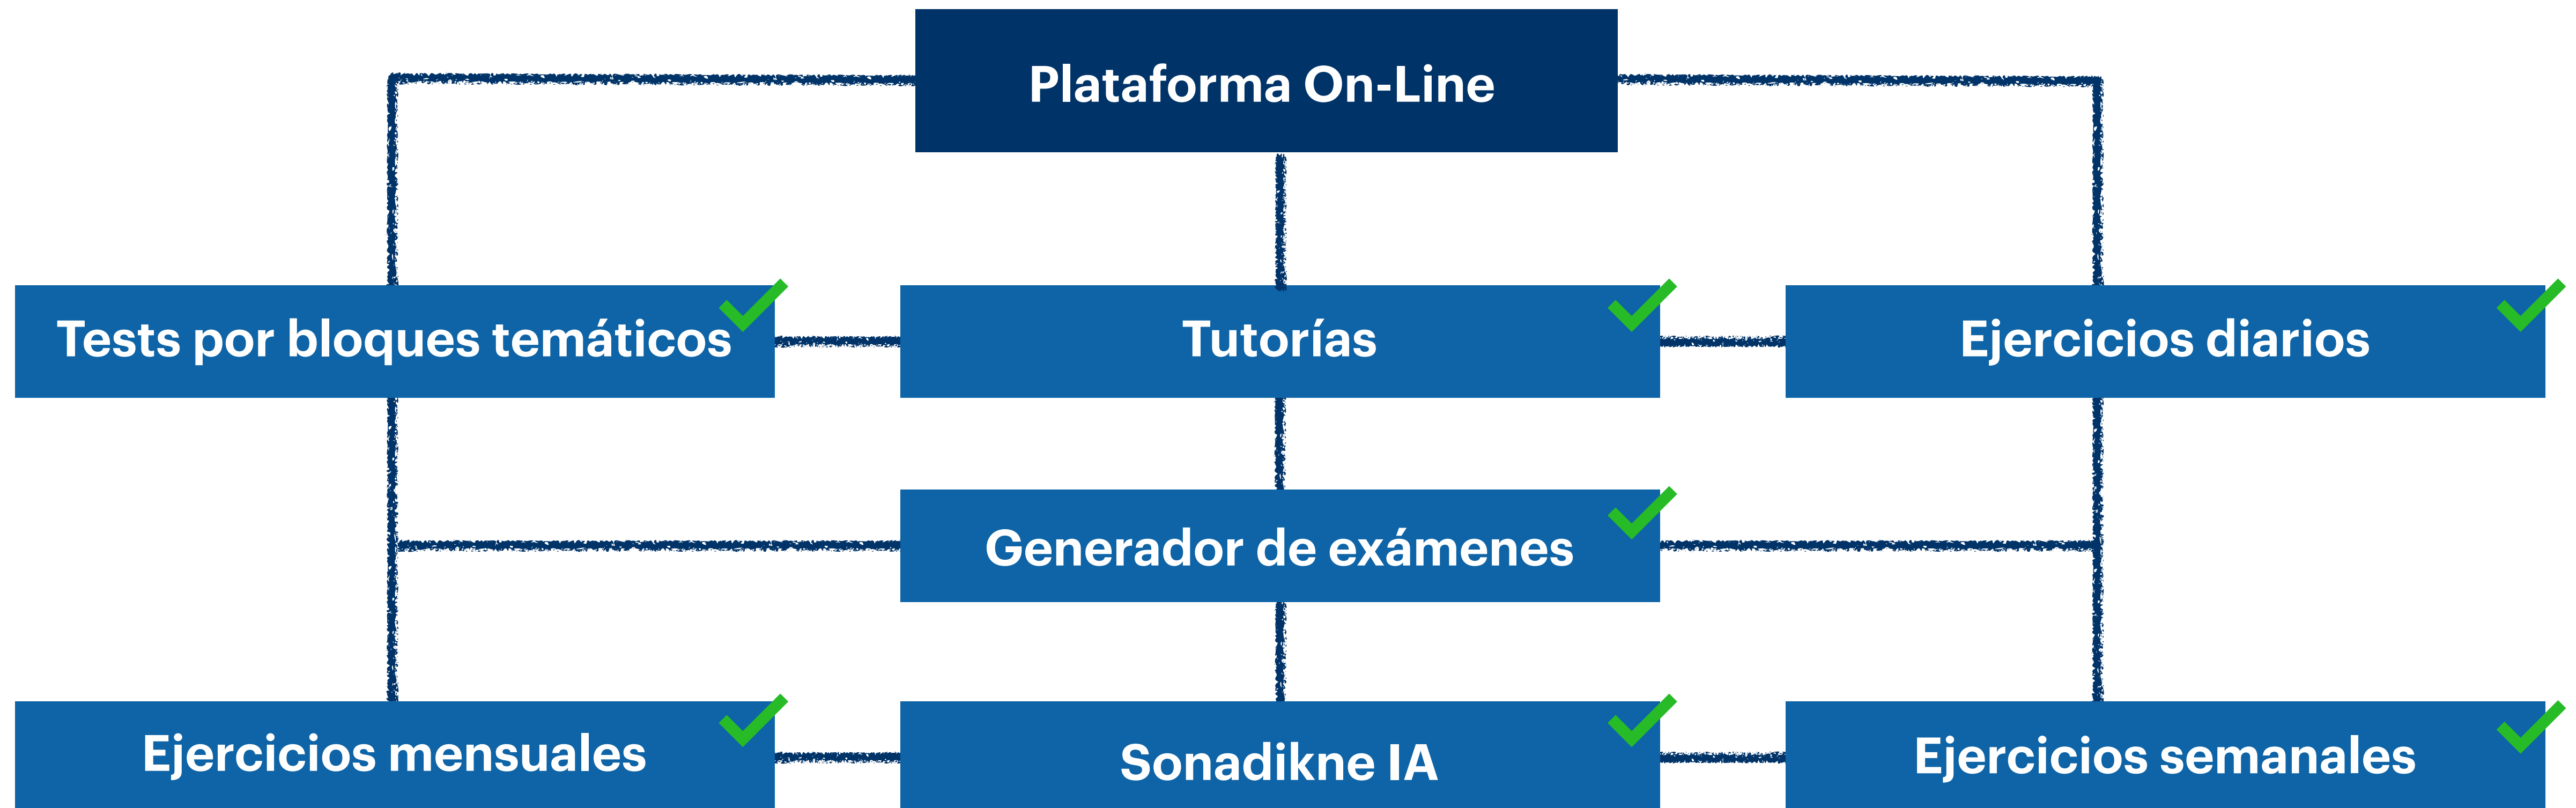 Plataforma On-Line
Tests por bloques temáticos
Tutorías
Ejercicios diarios
Generador de exámenes
Ejercicios mensuales
Sonadikne IA
Ejercicios semanales